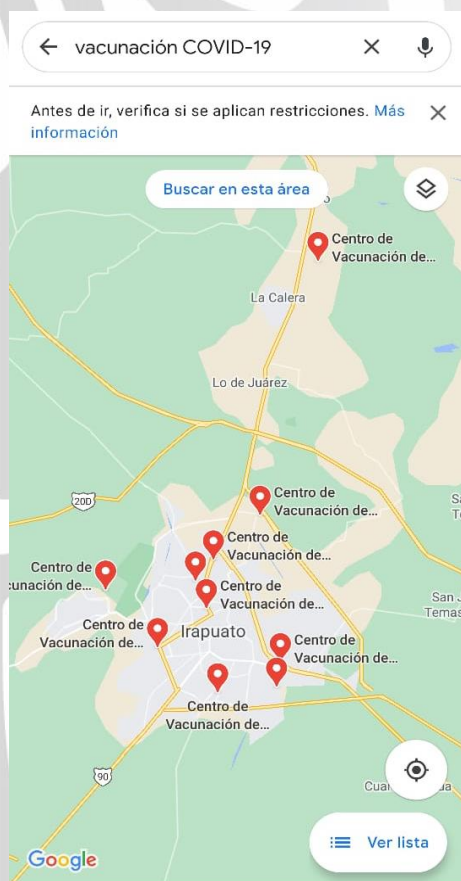 vacunación COVID-19
Antes de ir, verifica si se aplican restricciones. Más
información
Buscar en esta área
Centro de
Vacunación de...
La Calera
Lo de Juárez
20D
Centro de
Vacunación de...
Centro de
Vacunación de...
Centro de
cunación de...
Centro de
Vacunación de...
Centro de
Vacunación de...
Irapuato
Centro de
Vacunación de...
Centro de
Vacunación de...
90
Ver lista
Google